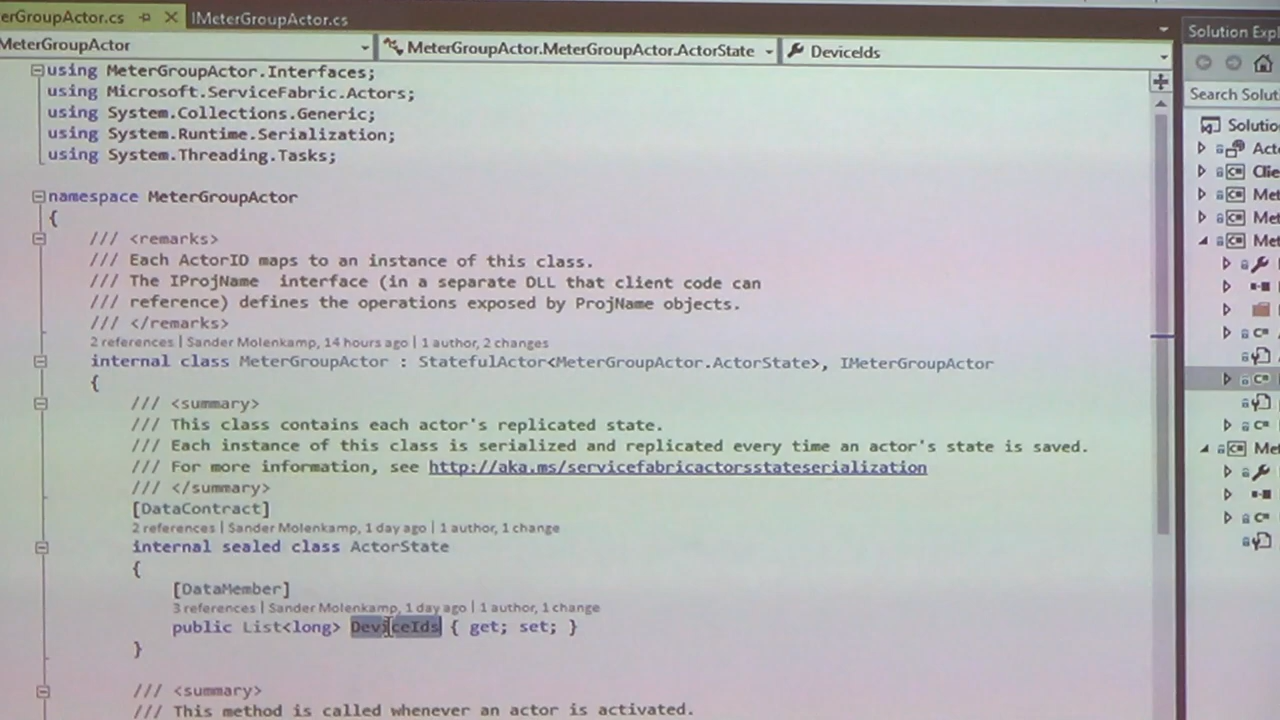 erGroupActor.cs IMeterGroupActor.cs
MeterGroupActor MeterGroupActor.MeterGroupActor.ActorState DeviceIds
using MeterGroupActor.Interfaces;
using Microsoft.ServiceFabric.Actors;
using System.Collections.Generic;
using System.Runtime.Serialization;
using System.Threading.Tasks;
namespace MeterGroupActor
{
/// <remarks>
/// Each ActorID maps to an instance of this class.
/// The IProjName  interface (in a separate DLL that client code can
/// reference) defines the operations exposed by ProjName objects.
/// </remarks>
2 references | Sander Molenkamp, 14 hours ago | 1 author, 2 changes
internal class MeterGroupActor : StatefulActor<MeterGroupActor.ActorState>, IMeterGroupActor
{
/// <summary>
/// This class contains each actor's replicated state.
/// Each instance of this class is serialized and replicated every time an actor's state is saved.
/// For more information, see http://aka.ms/servicefabricactorsstateserialization
/// </summary>
[DataContract]
2 references | Sander Molenkamp, 1 day ago | 1 author, 1 change
internal sealed class ActorState
{
[DataMember]
3 references | Sander Molenkamp, 1 day ago | 1 author, 1 change
public List<long> DeviceIds { get; set; }
}
/// <summary>
/// This method is called whenever an actor is activated.
Solution Expl
Search Solut
Solutio
Acto
Clie
Met
Met
Met
Met